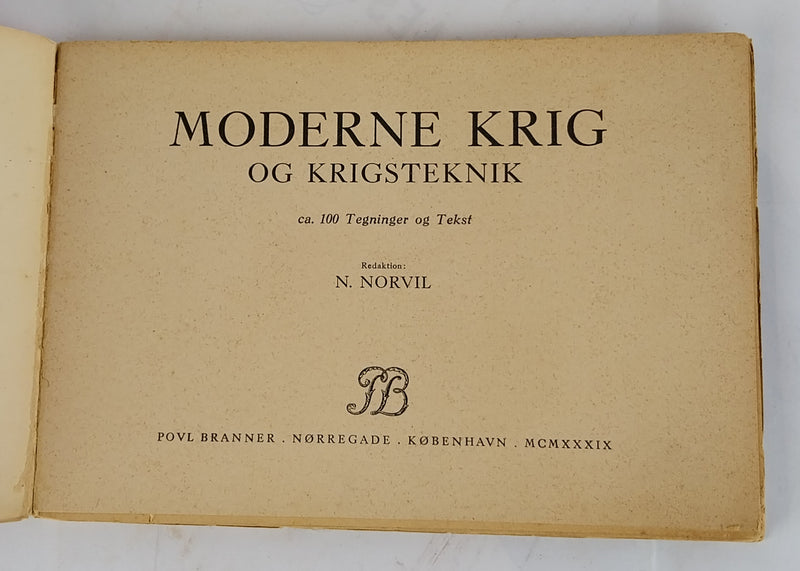 MODERNE KRIG
OG KRIGSTEKNIK
ca. 100 Tegninger og Tekst
Redaktion:
N. NORVIL
PB
POVL BRANNER . NØRREGADE . KØBENHAVN . MCMXXXIX